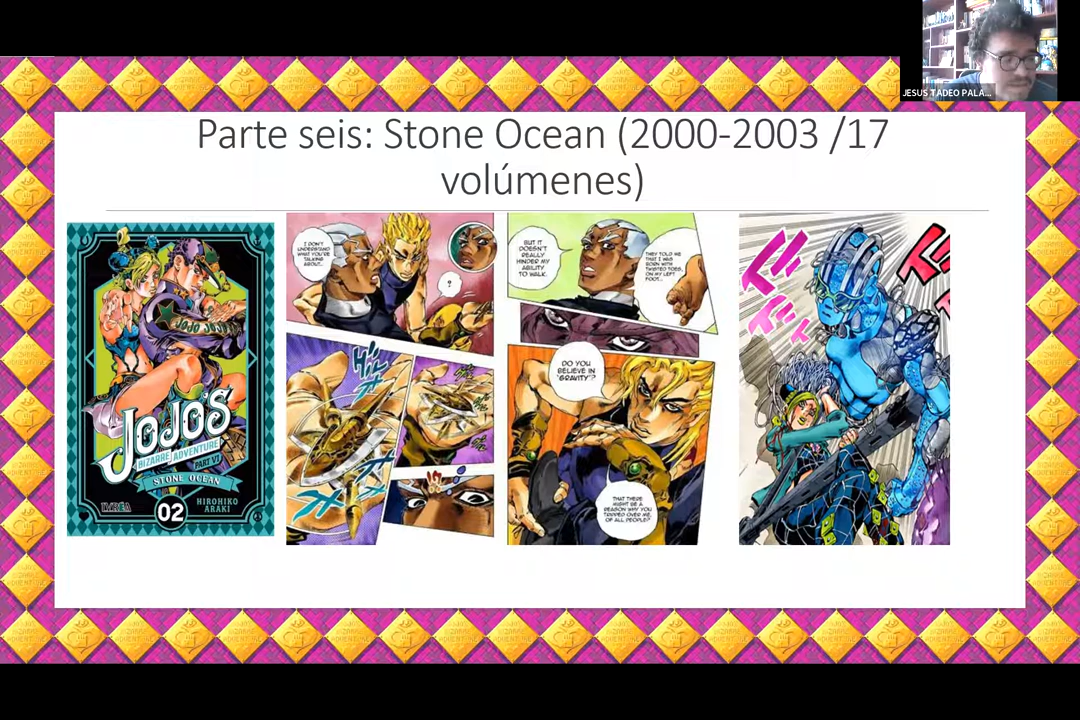 JESUS TADEO PALA...
Parte seis: Stone Ocean (2000-2003 /17
volúmenes)
JOJO JOJO
JOJO'S
BIZARRE ADVENTURE
PART VI
STONE OCEAN
IVREA
02
HIROHIKO
ARAKI
I DON'T
UNDERSTAND
WHAT YOU'RE
TALKING
ABOUT...
?
BUT IT
DOESN'T
REALLY
HINDER MY
ABILITY
TO WALK.
THEY TOLD ME
THAT I WAS
BORN WITH
TWISTED TOES,
ON MY LEFT
FOOT...
DO YOU
BELIEVE IN
"GRAVITY"?
THAT THERE
MIGHT BE A
REASON WHY YOU
TRIPPED OVER ME,
OF ALL PEOPLE?